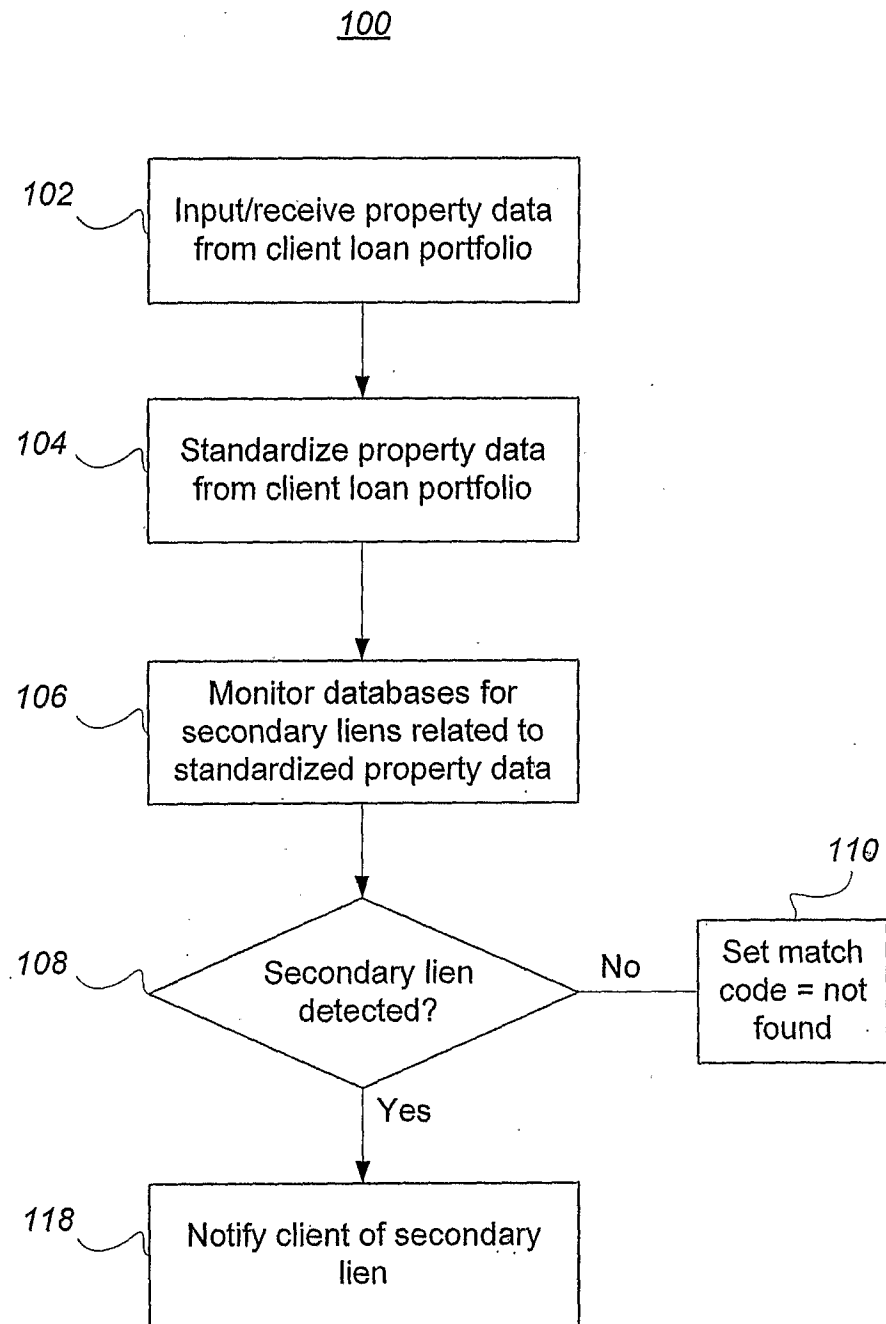 100
102
Input/receive property data
from client loan portfolio
104
Standardize property data
from client loan portfolio
106
Monitor databases for
secondary liens related to
standardized property data
110
108
Secondary lien
detected?
No
Set match
code = not
found
Yes
118
Notify client of secondary
lien